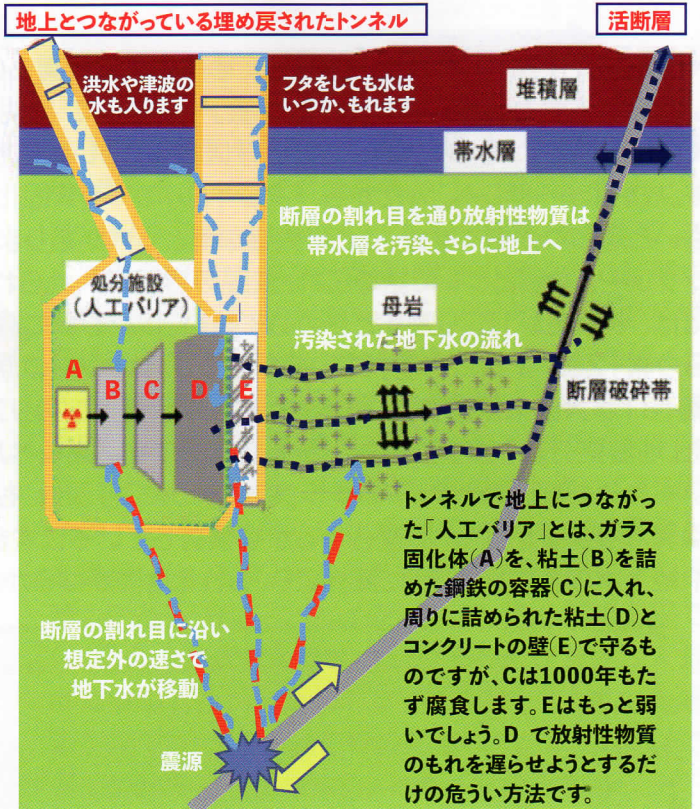 地上とつながっている埋め戻されたトンネル
活断層
洪水や津波の
水も入ります
フタをしても水は
いつか、もれます
堆積層
帯水層
断層の割れ目を通り放射性物質は
帯水層を汚染、さらに地上へ
処分施設
（人工バリア）
母岩
汚染された地下水の流れ
A
B
C
D
E
断層破砕帯
トンネルで地上につながっ
た「人工バリア」とは、ガラス
固化体（A）を、粘土（B）を詰
めた鋼鉄の容器（C）に入れ、
周りに詰められた粘土（D）と
コンクリートの壁（E）で守るも
のですが、Cは1000年もた
ず腐食します。Eはもっと弱
いでしょう。D で放射性物質
のもれを遅らせようとするだ
けの危うい方法です。
断層の割れ目に沿い
想定外の速さで
地下水が移動
震源